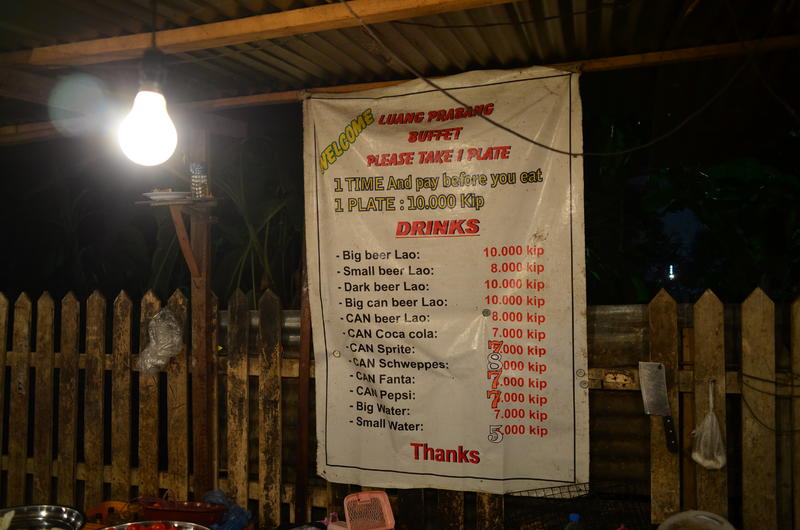 WELCOME
LUANG PRABANG
BUFFET
PLEASE TAKE 1 PLATE
1 TIME And pay before you eat
1 PLATE : 10.000 Kip
DRINKS
- Big beer Lao: 10.000 kip
- Small beer Lao: 8.000 kip
- Dark beer Lao: 10.000 kip
- Big can beer Lao: 10.000 kip
- CAN beer Lao: 8.000 kip
- CAN Coca cola: 7.000 kip
- CAN Sprite: 7.000 kip
- CAN Schweppes: 8.000 kip
- CAN Fanta: 7.000 kip
- CAN Pepsi: 7.000 kip
- Big Water: 7.000 kip
- Small Water: 5.000 kip
Thanks